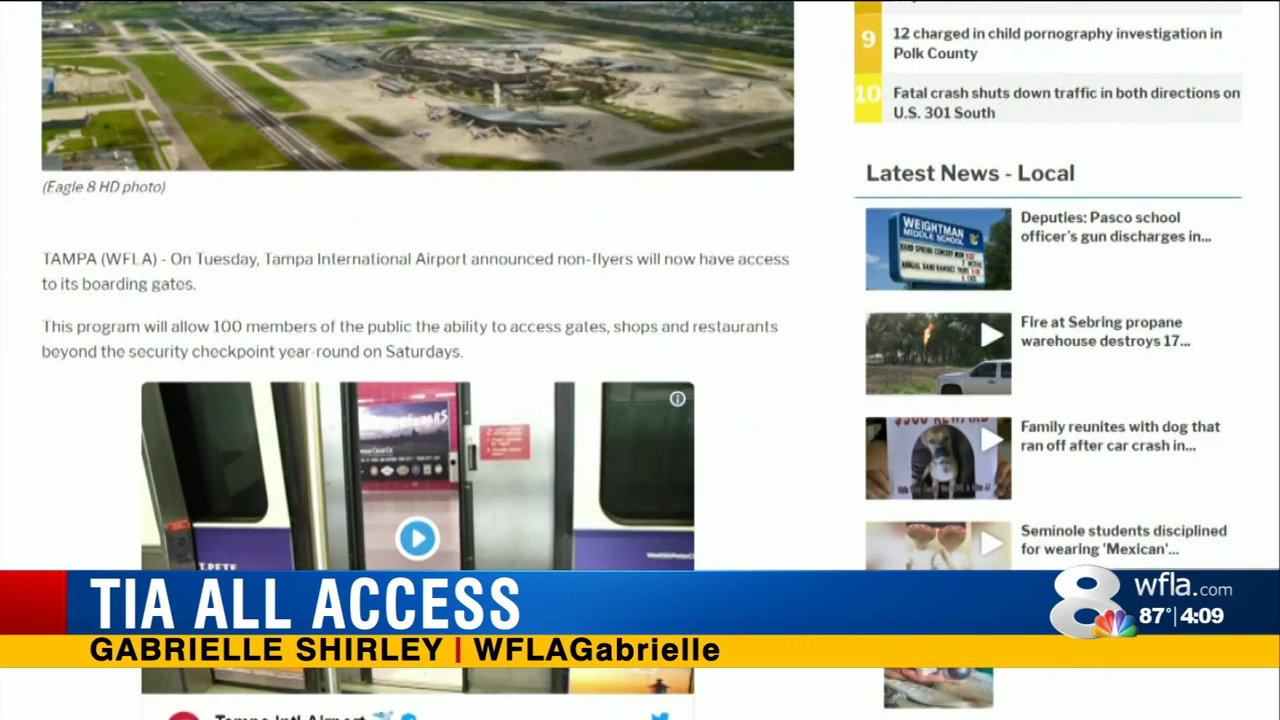 9
12 charged in child pornography investigation in
Polk County
10
Fatal crash shuts down traffic in both directions on
U.S. 301 South
(Eagle 8 HD photo)
Latest News - Local
WEIGHTMAN
MIDDLE SCHOOL
Deputies: Pasco school
officer's gun discharges in...
TAMPA (WFLA) - On Tuesday, Tampa International Airport announced non-flyers will now have access
to its boarding gates.
This program will allow 100 members of the public the ability to access gates, shops and restaurants
beyond the security checkpoint year-round on Saturdays.
Fire at Sebring propane
warehouse destroys 17...
REWARD
Family reunites with dog that
ran off after car crash in...
Seminole students disciplined
for wearing 'Mexican'...
T.PETE
TIA ALL ACCESS
8 wfla.com
87° | 4:09
GABRIELLE SHIRLEY | WFLAGabrielle
Tampa Intl Airport